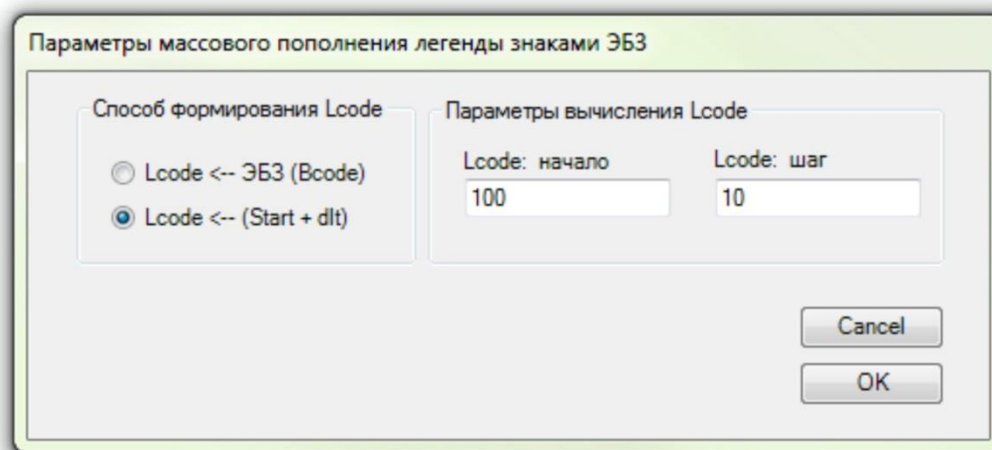 Параметры массового пополнения легенды знаками ЭБЗ
Способ формирования Lcode
Lcode <-- ЭБЗ (Bcode)
Lcode <-- (Start + dlt)
Параметры вычисления Lcode
Lcode: начало
Lcode: шаг
100
10
Cancel
OK